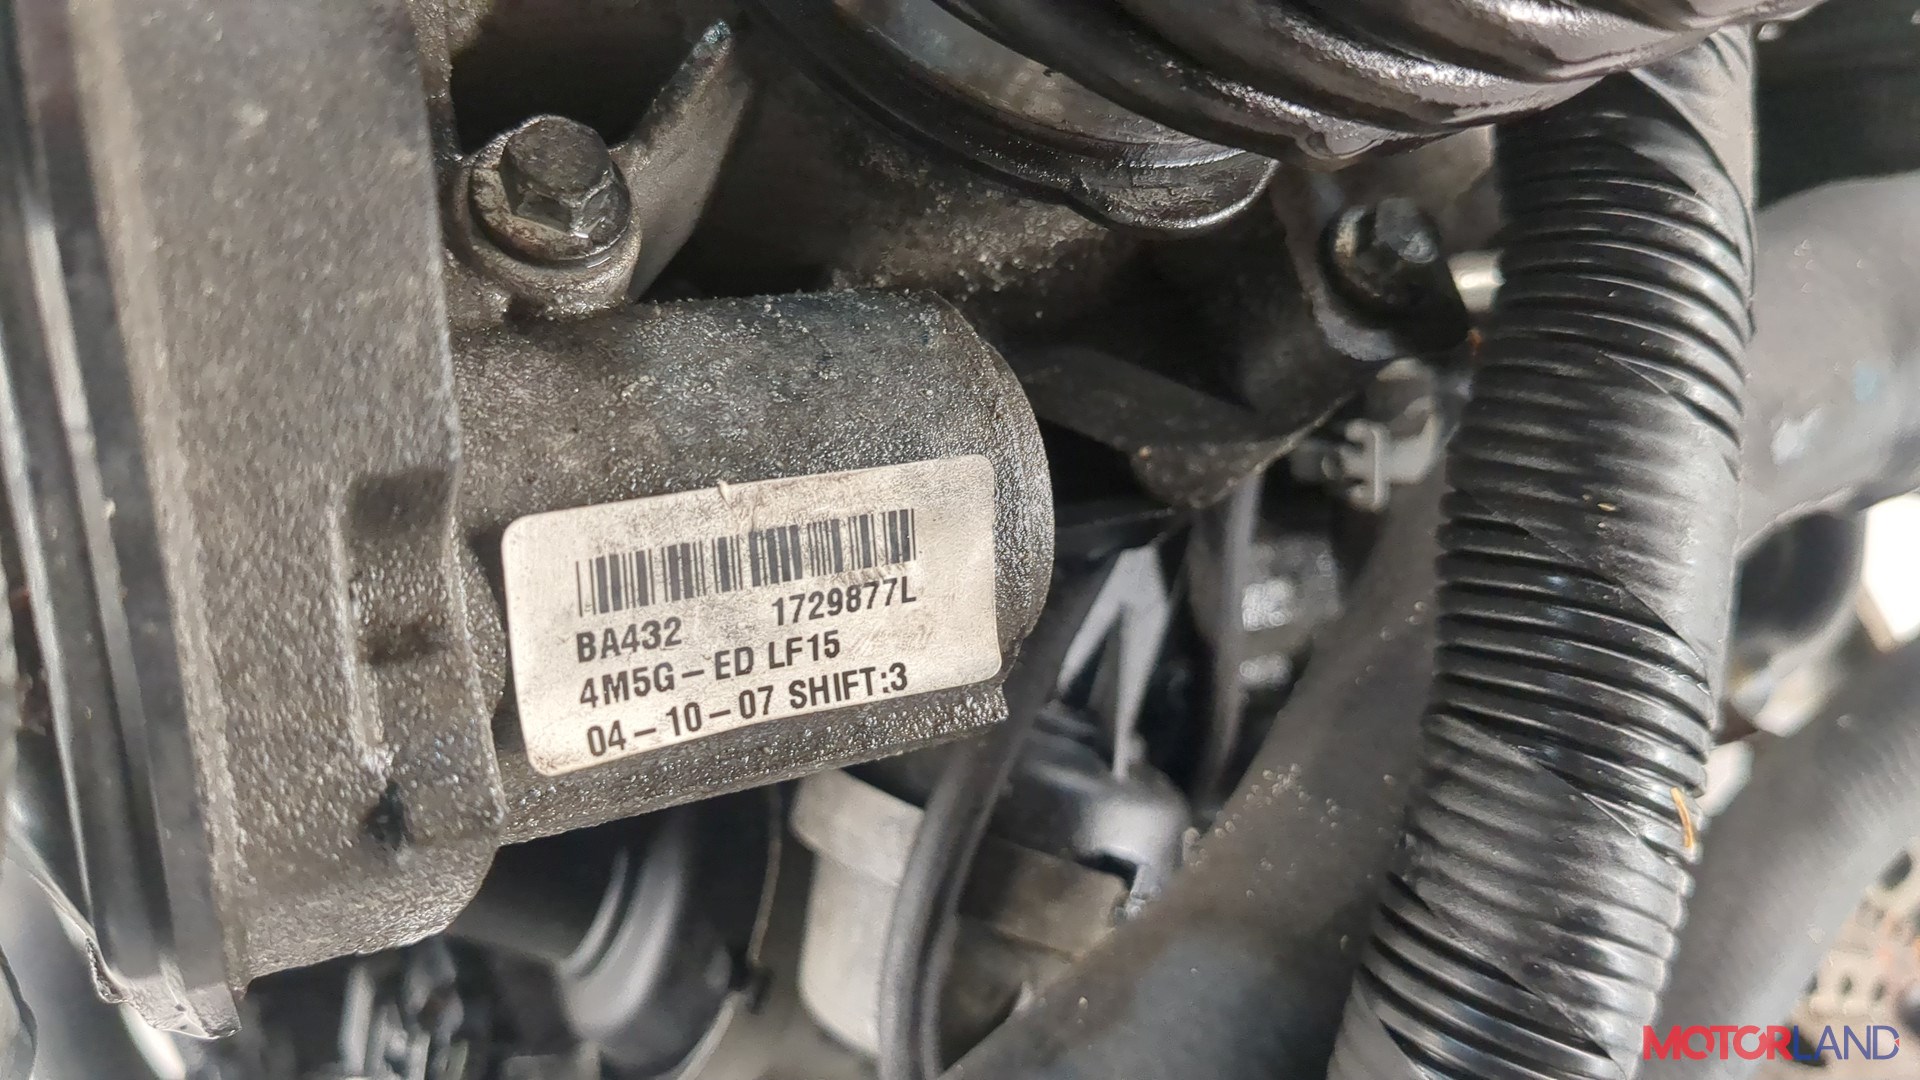 BA432 1729877L
4M5G-ED LF15
04-10-07 SHIFT:3
MOTORLAND